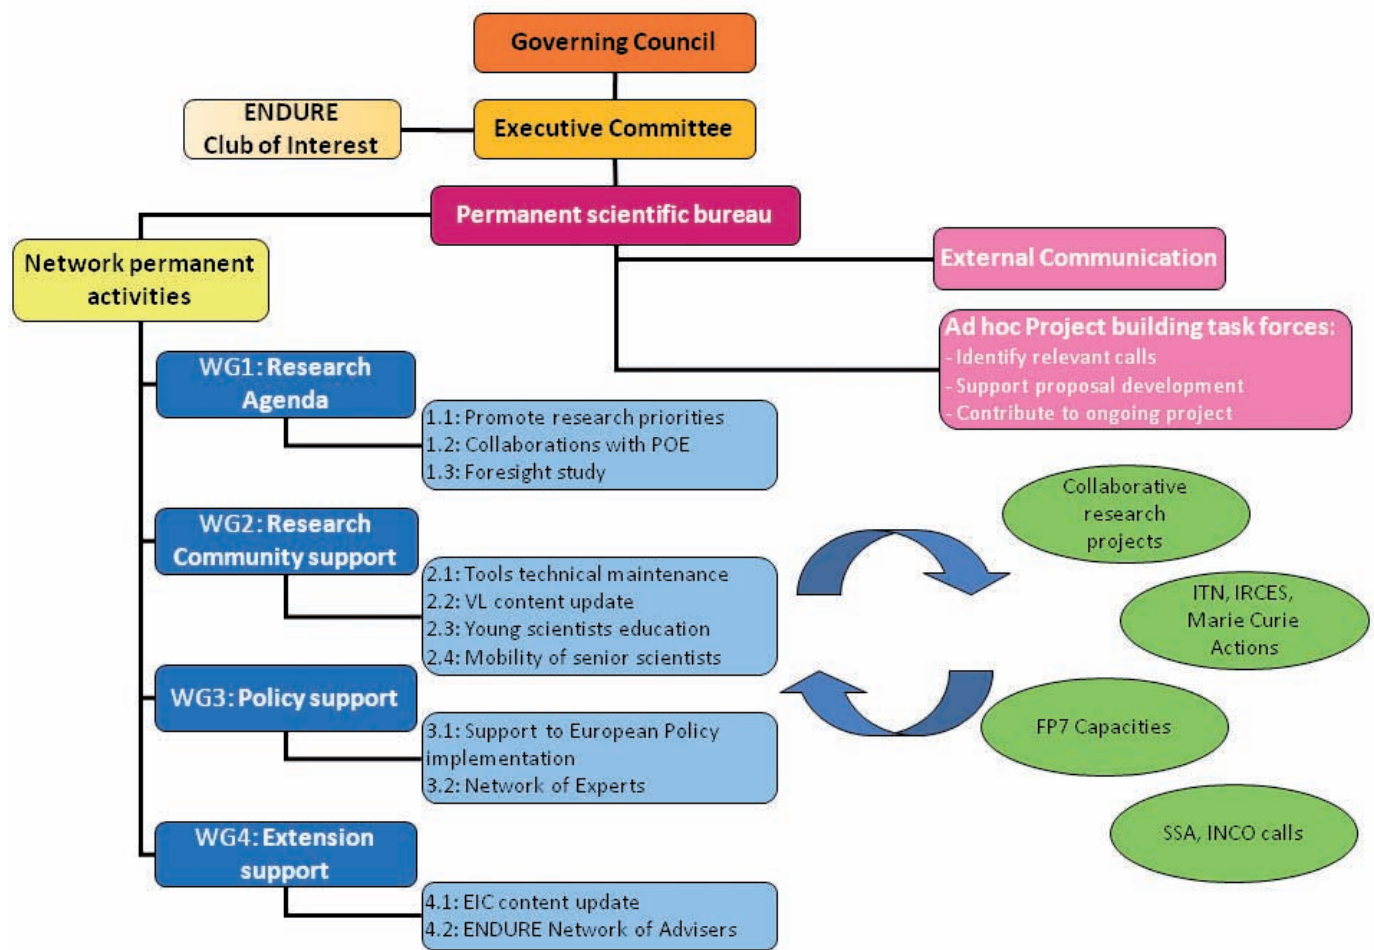 Governing Council
ENDURE
Club of Interest
Executive Committee
Permanent scientific bureau
Network permanent
activities
External Communication
Ad hoc Project building task forces:
- Identify relevant calls
- Support proposal development
- Contribute to ongoing project
WG1: Research
Agenda
1.1: Promote research priorities
1.2: Collaborations with POE
1.3: Foresight study
WG2: Research
Community support
2.1: Tools technical maintenance
2.2: VL content update
2.3: Young scientists education
2.4: Mobility of senior scientists
WG3: Policy support
3.1: Support to European Policy
implementation
3.2: Network of Experts
WG4: Extension
support
4.1: EIC content update
4.2: ENDURE Network of Advisers
Collaborative
research
projects
ITN, IRCES,
Marie Curie
Actions
FP7 Capacities
SSA, INCO calls